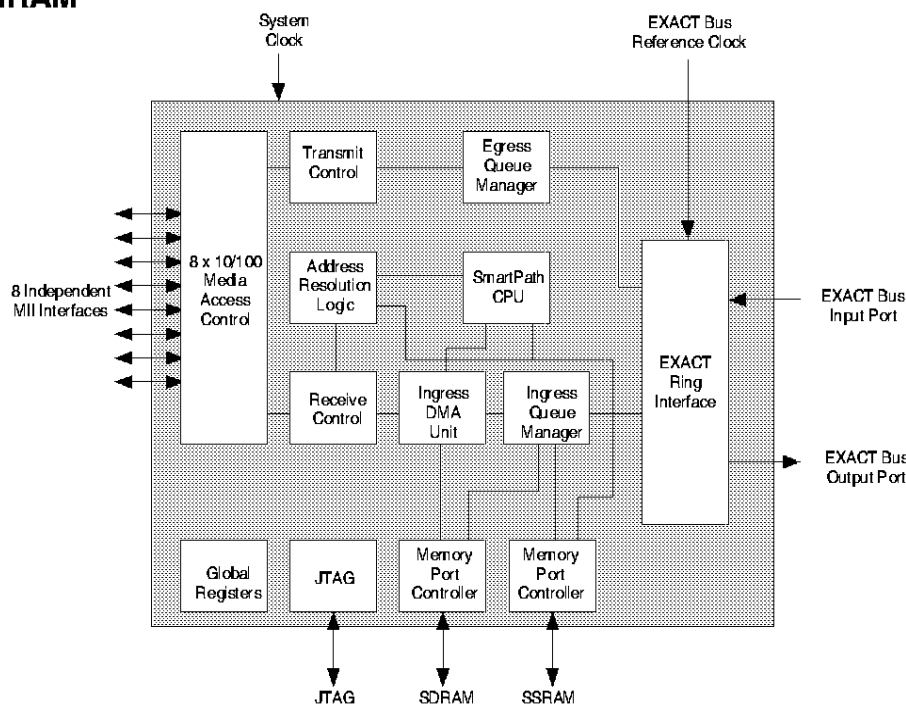 System
Clock
EXACT Bus
Reference Clock
Transmit
Control
Egress
Queue
Manager
8 x 10/100
Media
Access
Control
Address
Resolution
Logic
SmartPath
CPU
8 Independent
MII Interfaces
EXACT Bus
Input Port
EXACT
Ring
Interface
Receive
Control
Ingress
DMA
Unit
Ingress
Queue
Manager
EXACT Bus
Output Port
Global
Registers
JTAG
Memory
Port
Controller
Memory
Port
Controller
JTAG
SDRAM
SSRAM